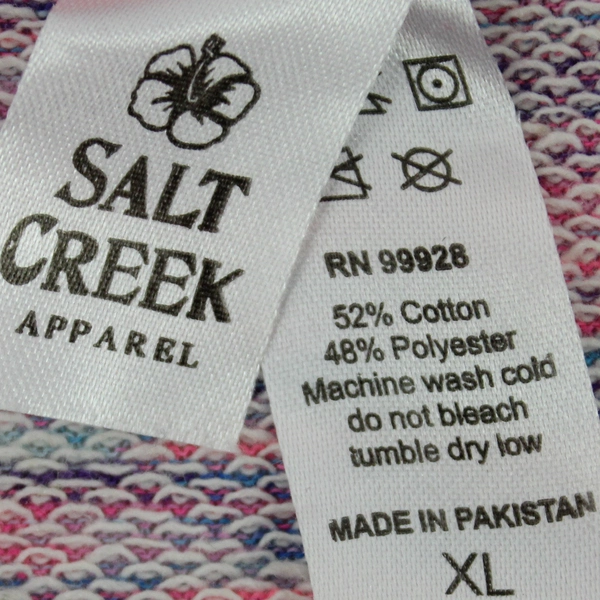 SALT
CREEK
APPAREL
RN 99928
52% Cotton
48% Polyester
Machine wash cold
do not bleach
tumble dry low
MADE IN PAKISTAN
XL